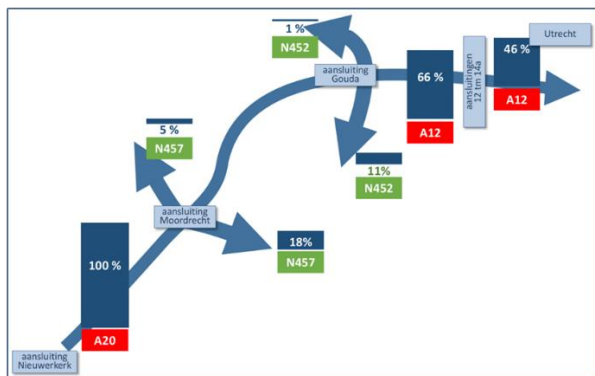 1 %
N452
aansluiting
Gouda
66 %
A12
aansluitingen
12 tm 14a
46 %
A12
Utrecht
5 %
N457
11%
N452
aansluiting
Moordrecht
18%
N457
100 %
A20
aansluiting
Nieuwerkerk